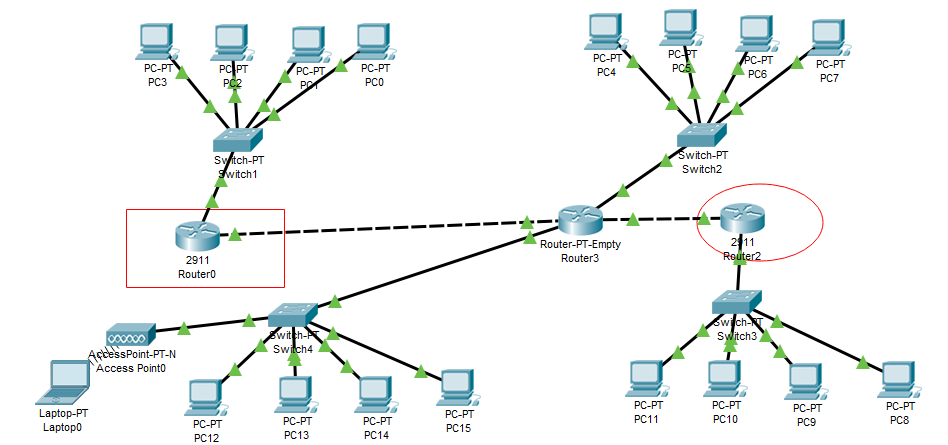 PC-PT
PC3
PC-PT
PC2
PC-PT
PC1
PC-PT
PC0
PC-PT
PC4
PC-PT
PC5
PC-PT
PC6
PC-PT
PC7
Switch-PT
Switch1
Switch-PT
Switch2
2911
Router0
Router-PT-Empty
Router3
2911
Router2
Switch-PT
Switch4
Switch-PT
Switch3
AccessPoint-PT-N
Access Point0
Laptop-PT
Laptop0
PC-PT
PC12
PC-PT
PC13
PC-PT
PC14
PC-PT
PC15
PC-PT
PC11
PC-PT
PC10
PC-PT
PC9
PC-PT
PC8